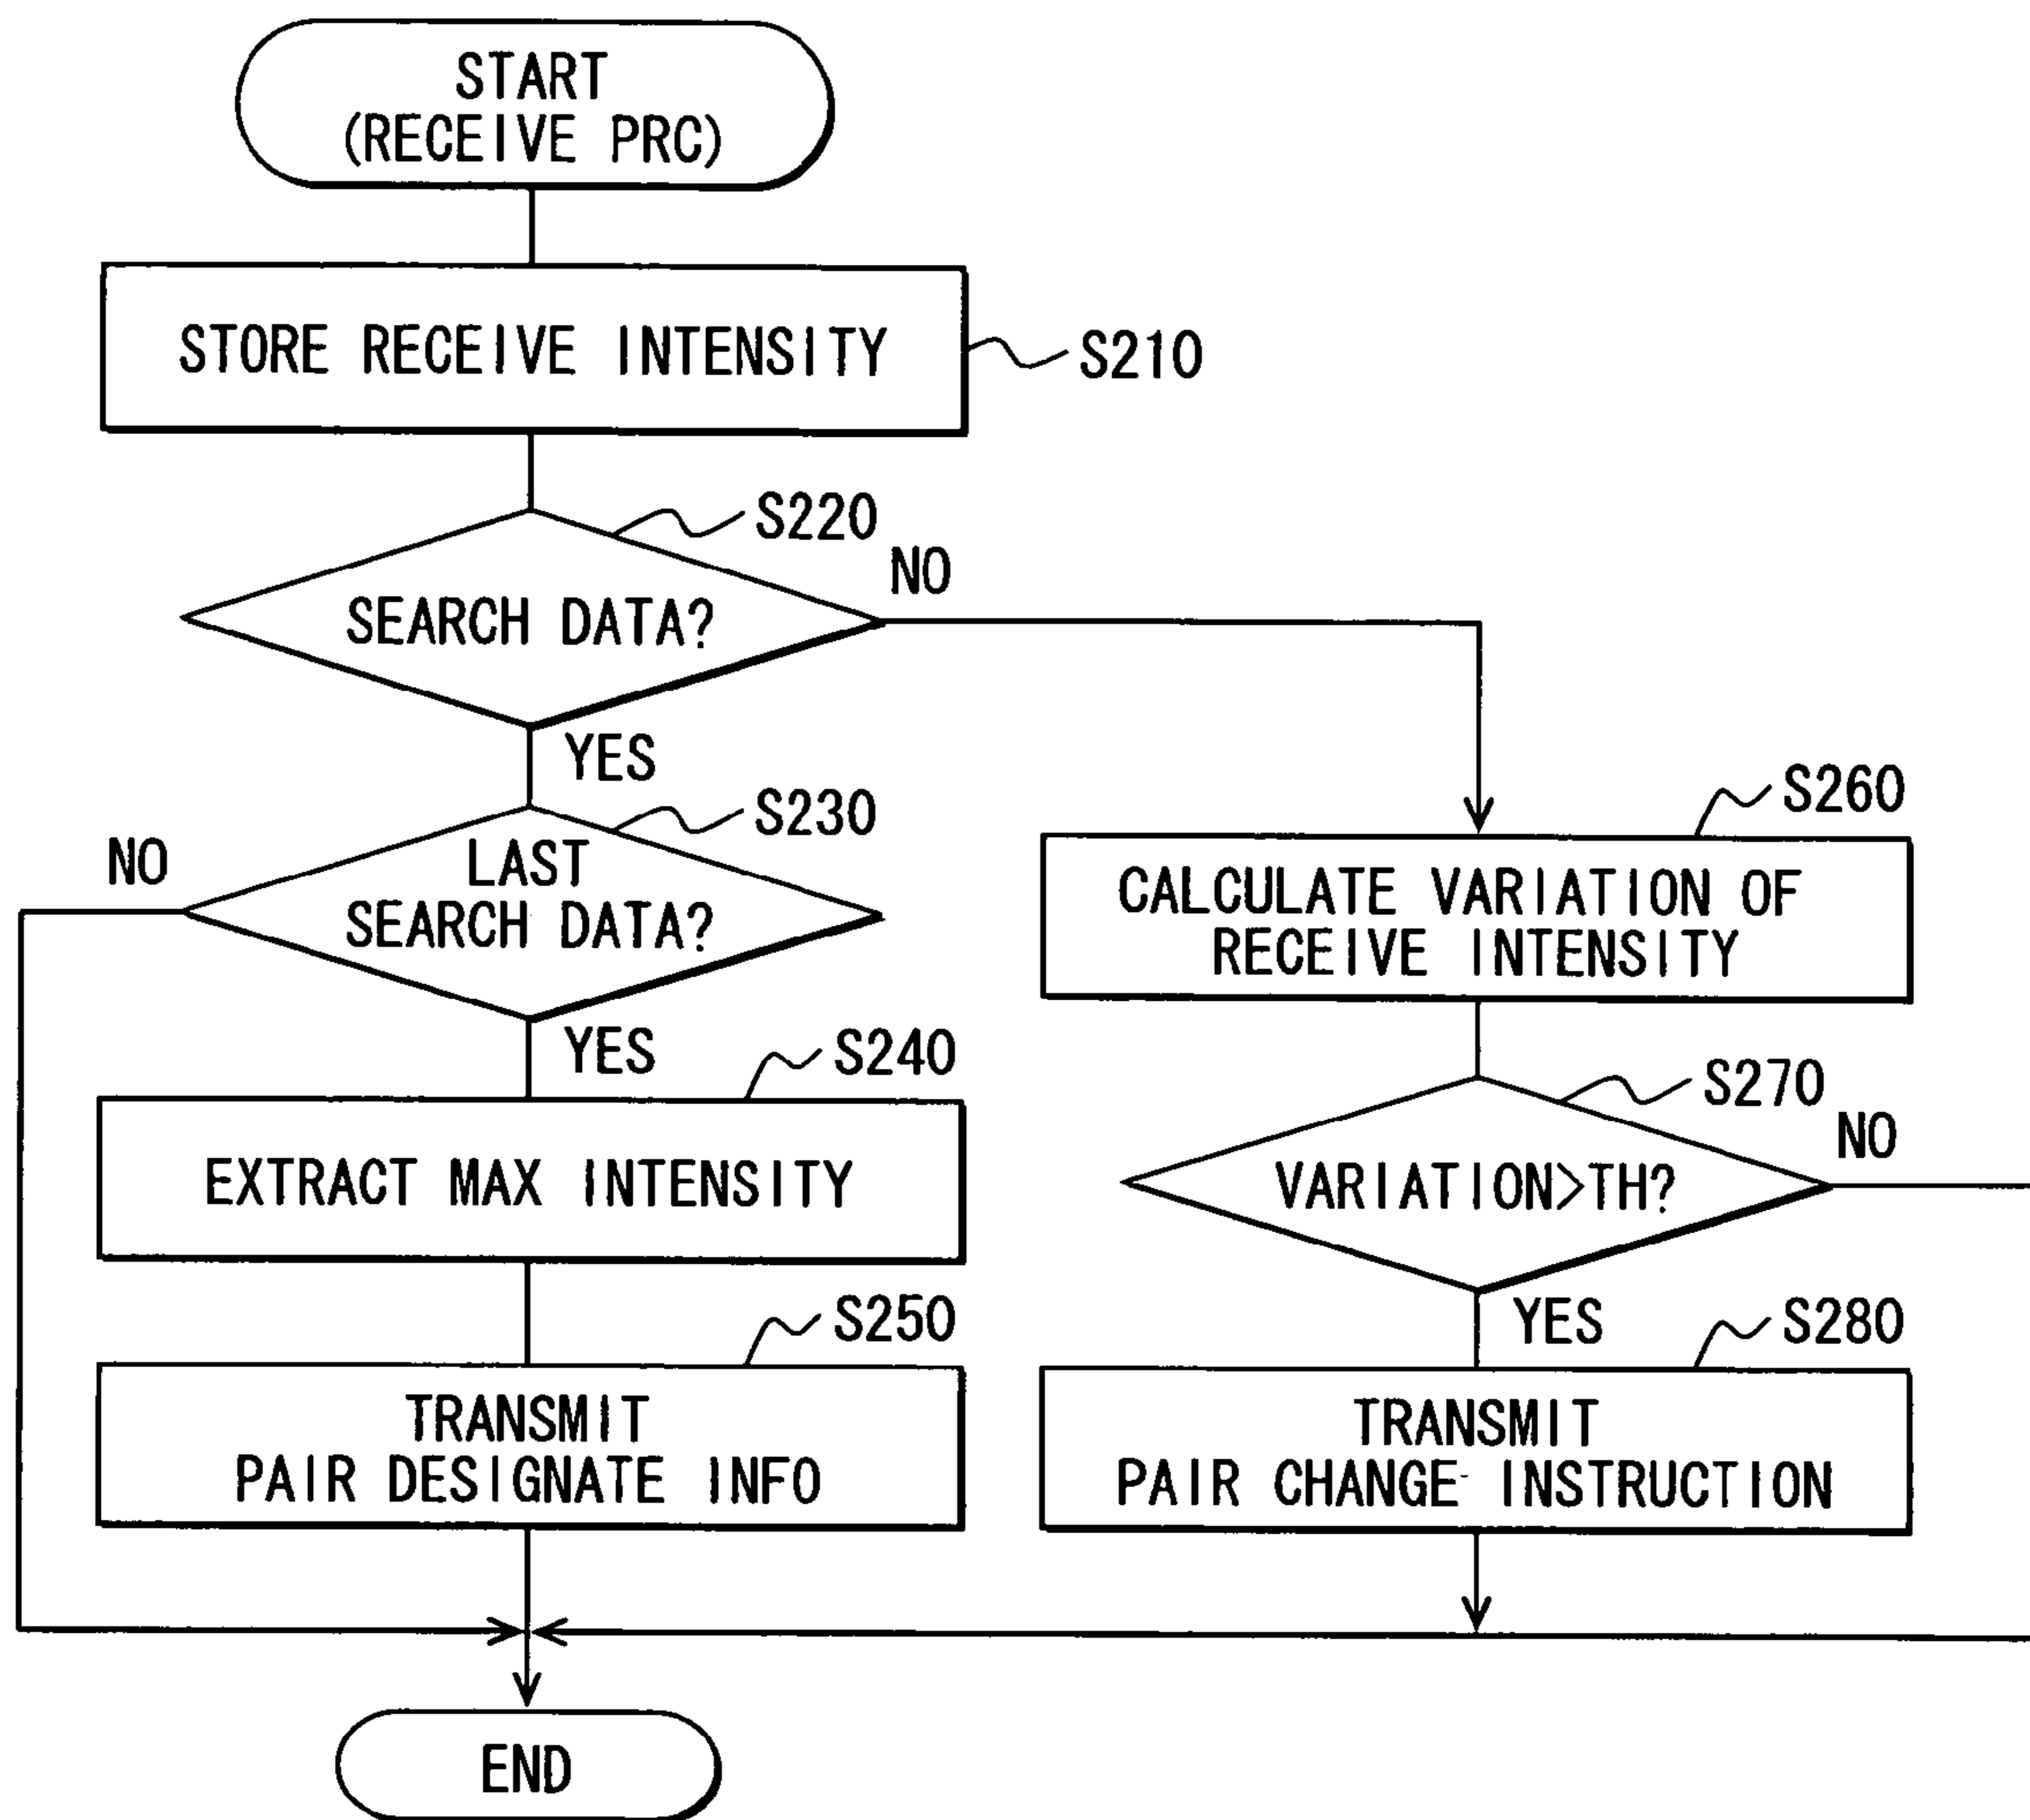 START
(RECEIVE PRC)
STORE RECEIVE INTENSITY
S210
S220
SEARCH DATA?
NO
YES
S230
NO
LAST
SEARCH DATA?
YES
S240
EXTRACT MAX INTENSITY
S250
TRANSMIT
PAIR DESIGNATE INFO
S260
CALCULATE VARIATION OF
RECEIVE INTENSITY
S270
VARIATION>TH?
NO
YES
S280
TRANSMIT
PAIR CHANGE INSTRUCTION
END